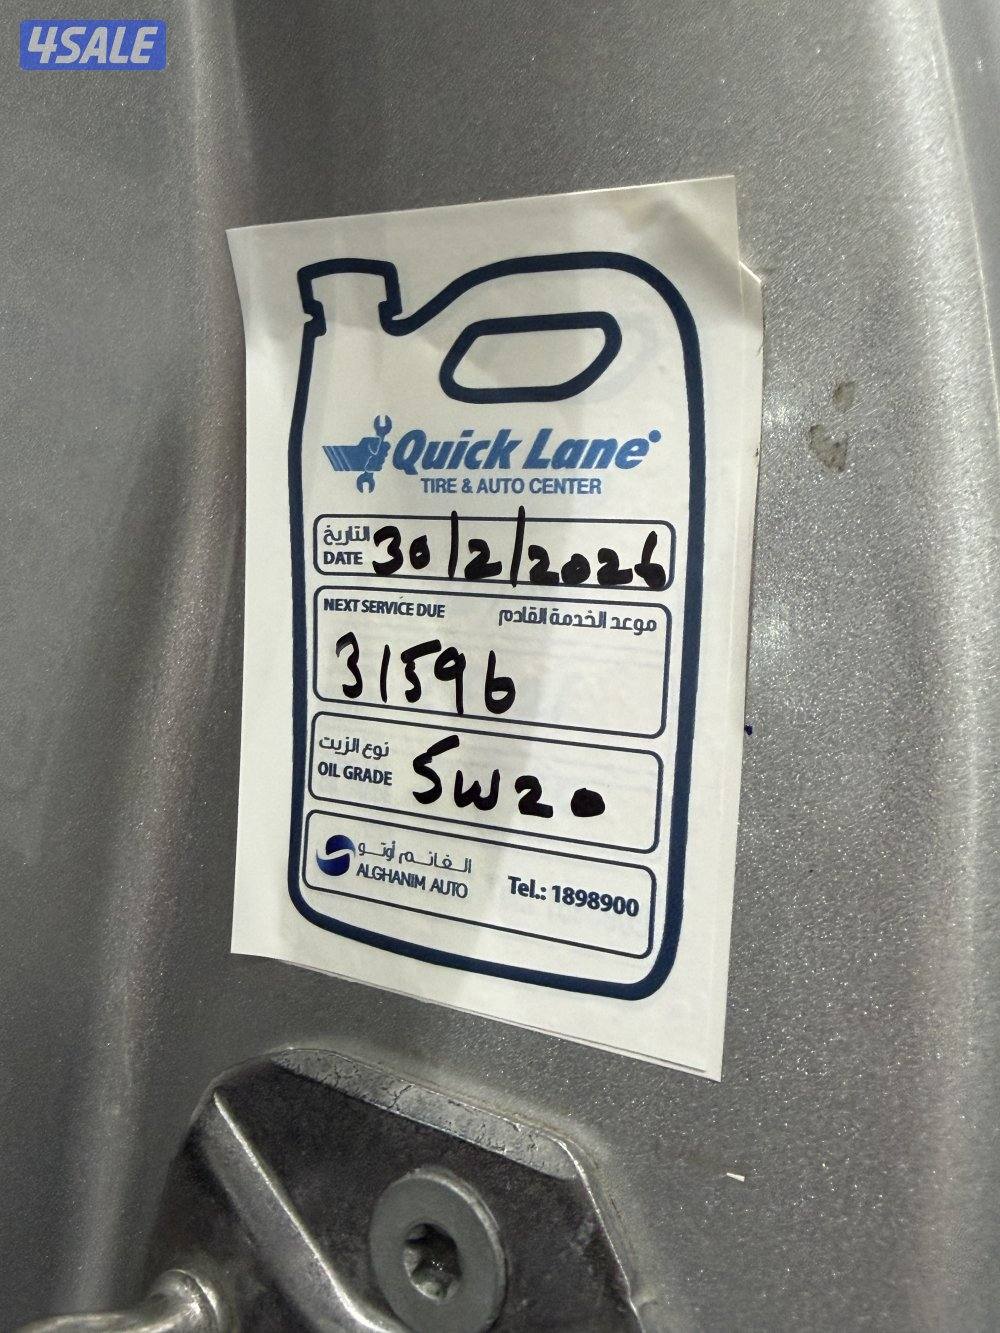 4SALE
Quick Lane
TIRE & AUTO CENTER
التاريخ
DATE 30/2/2026
NEXT SERVICE DUE موعد الخدمة القادم
31596
نوع الزيت
OIL GRADE 5W20
الغانم أوتو
ALGHANIM AUTO Tel.: 1898900